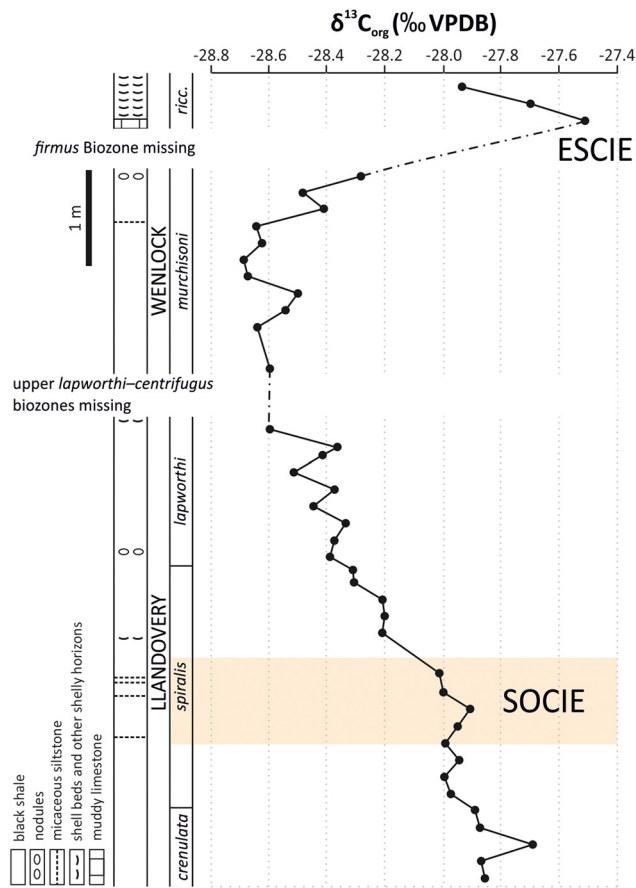 δ¹³Corg (‰ VPDB)
-28.8 -28.6 -28.4 -28.2 -28.0 -27.8 -27.6 -27.4
ricc.
firmus Biozone missing
ESCIE
1 m
WENLOCK
murchisoni
upper lapworthi–centrifugus
biozones missing
lapworthi
LLANDOVERY
spiralis
SOCIE
crenulata
black shale
nodules
micaceous siltstone
shell beds and other shelly horizons
muddy limestone